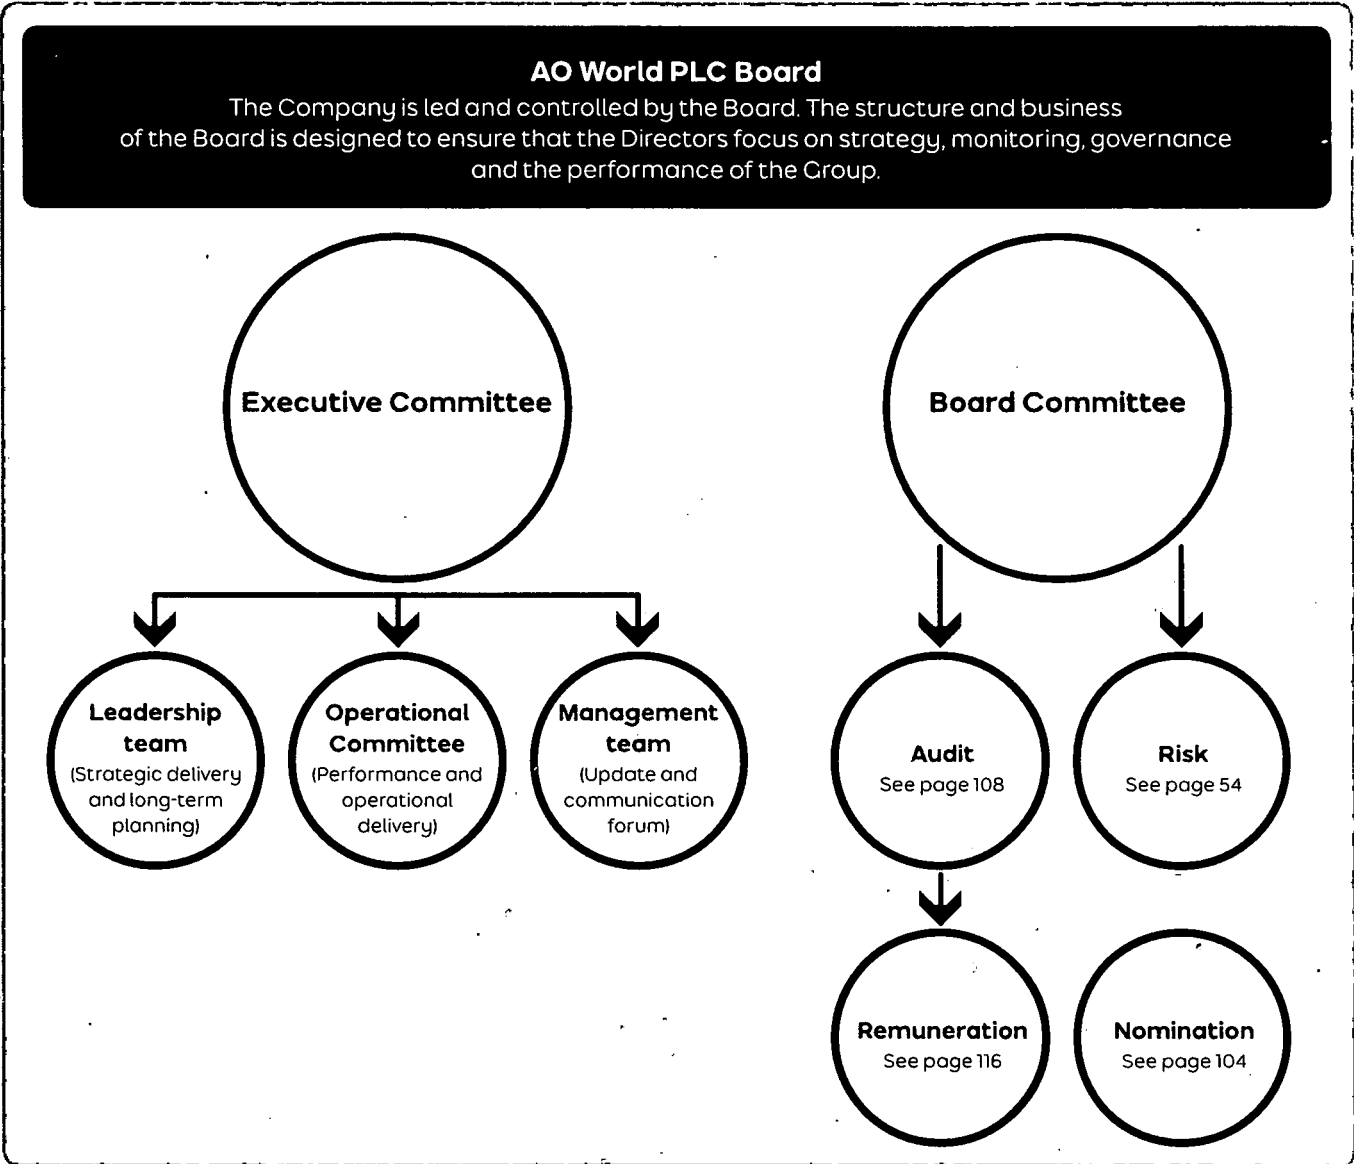 AO World PLC Board
The Company is led and controlled by the Board. The structure and business
of the Board is designed to ensure that the Directors focus on strategy, monitoring, governance
and the performance of the Group.
Executive Committee
Board Committee
Leadership
team
(Strategic delivery
and long-term
planning)
Operational
Committee
(Performance and
operational
delivery)
Management
team
(Update and
communication
forum)
Audit
See page 108
Risk
See page 54
Remuneration
See page 116
Nomination
See page 104